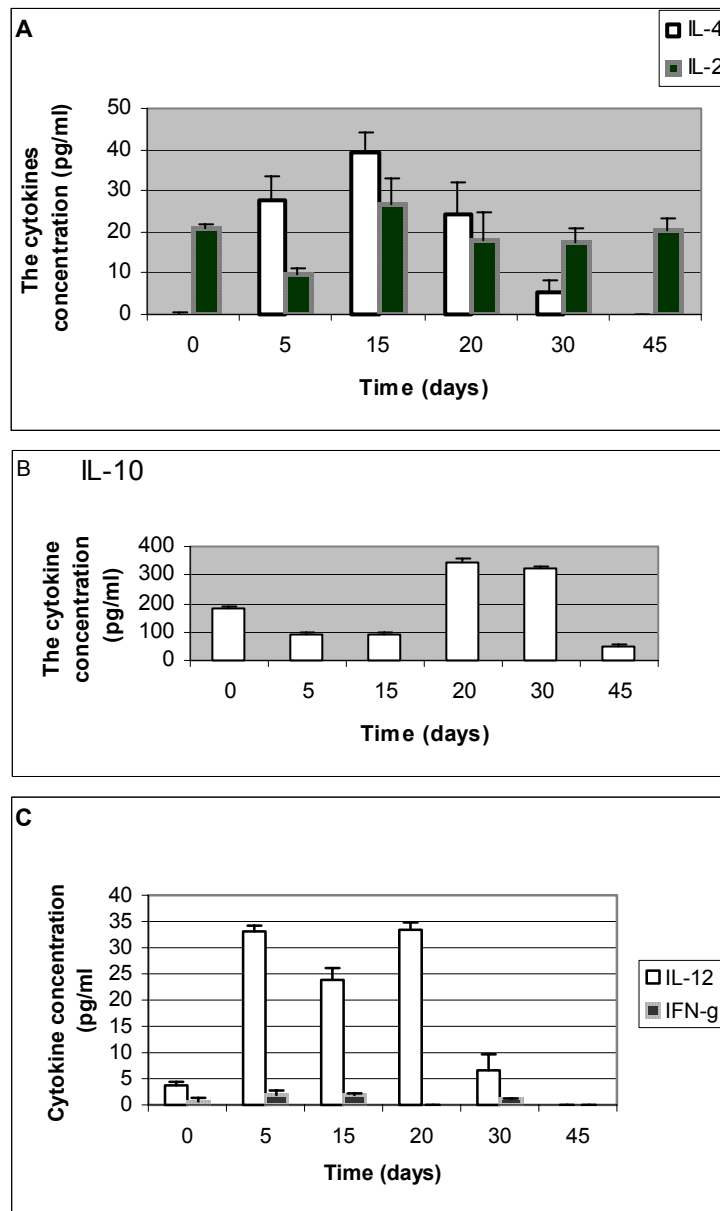 A
IL-4
IL-2
The cytokines
concentration (pg/ml)
50
40
30
20
10
0
0 5 15 20 30 45
Time (days)
B IL-10
The cytokine
concentration
(pg/ml)
400
300
200
100
0
0 5 15 20 30 45
Time (days)
C
Cytokine concentration
(pg/ml)
40
35
30
25
20
15
10
5
0
IL-12
IFN-g
0 5 15 20 30 45
Time (days)